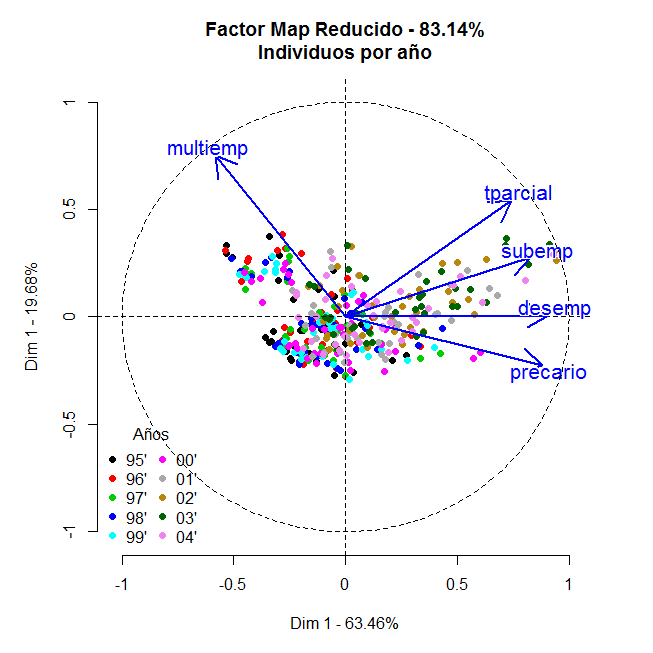 Factor Map Reducido - 83.14%
Individuos por año
multiemp
tparcial
subemp
desemp
precario
Dim 1 - 19.68%
1
0.5
0
-0.5
-1
Años
95' 00'
96' 01'
97' 02'
98' 03'
99' 04'
-1 -0.5 0 0.5 1
Dim 1 - 63.46%